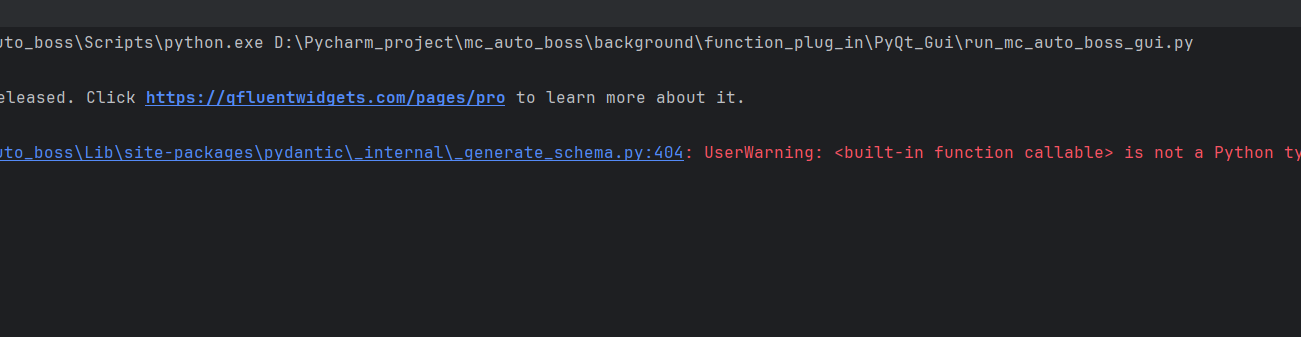 uto_boss\Scripts\python.exe D:\Pycharm_project\mc_auto_boss\background\function_plug_in\PyQt_Gui\run_mc_auto_boss_gui.py
eleased. Click https://qfluentwidgets.com/pages/pro to learn more about it.
uto_boss\Lib\site-packages\pydantic\_internal\_generate_schema.py:404: UserWarning: <built-in function callable> is not a Python ty